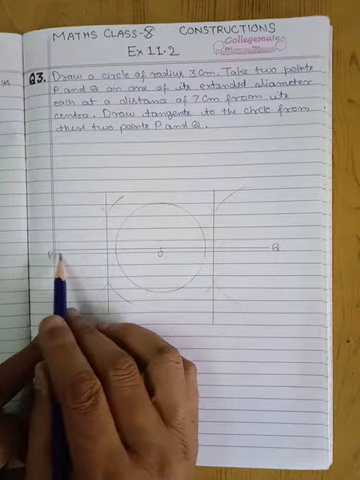 MATHS CLASS-8 CONSTRUCTIONS
Ex 11.2
Collegemate
Q3. Draw a circle of radius 3cm. Take two points
P and Q on one of its extended diameter
each at a distance of 7cm from its
centre. Draw tangents to the circle from
these two points P and Q.
P O Q